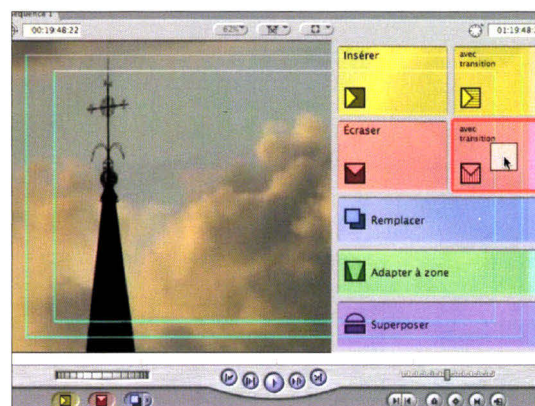 00:19:48:22
62%
01:19:48:
Insérer
avec
transition
Écraser
avec
transition
Remplacer
Adapter à zone
Superposer